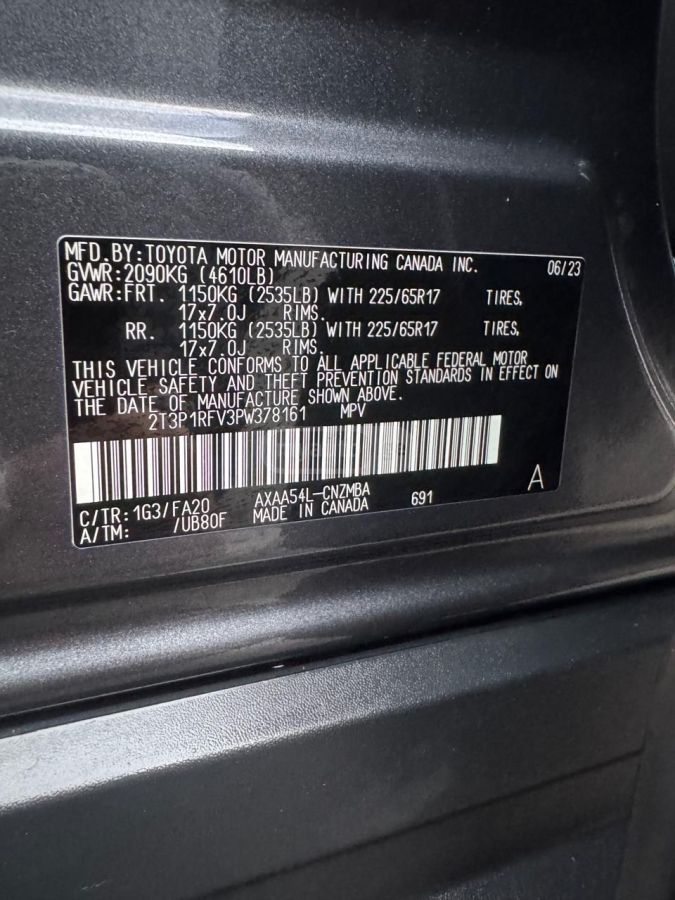 MFD.BY:TOYOTA MOTOR MANUFACTURING CANADA INC. 06/23
GVWR:2090KG (4610LB)
GAWR:FRT. 1150KG (2535LB) WITH 225/65R17 TIRES,
17x7.0J RIMS.
RR. 1150KG (2535LB) WITH 225/65R17 TIRES,
17x7.0J RIMS.
THIS VEHICLE CONFORMS TO ALL APPLICABLE FEDERAL MOTOR
VEHICLE SAFETY AND THEFT PREVENTION STANDARDS IN EFFECT ON
THE DATE OF MANUFACTURE SHOWN ABOVE.
2T3P1RFV3PW378161 MPV
A
C/TR:1G3/FA20 AXAA54L-CNZMBA 691
A/TM: /UB80F MADE IN CANADA